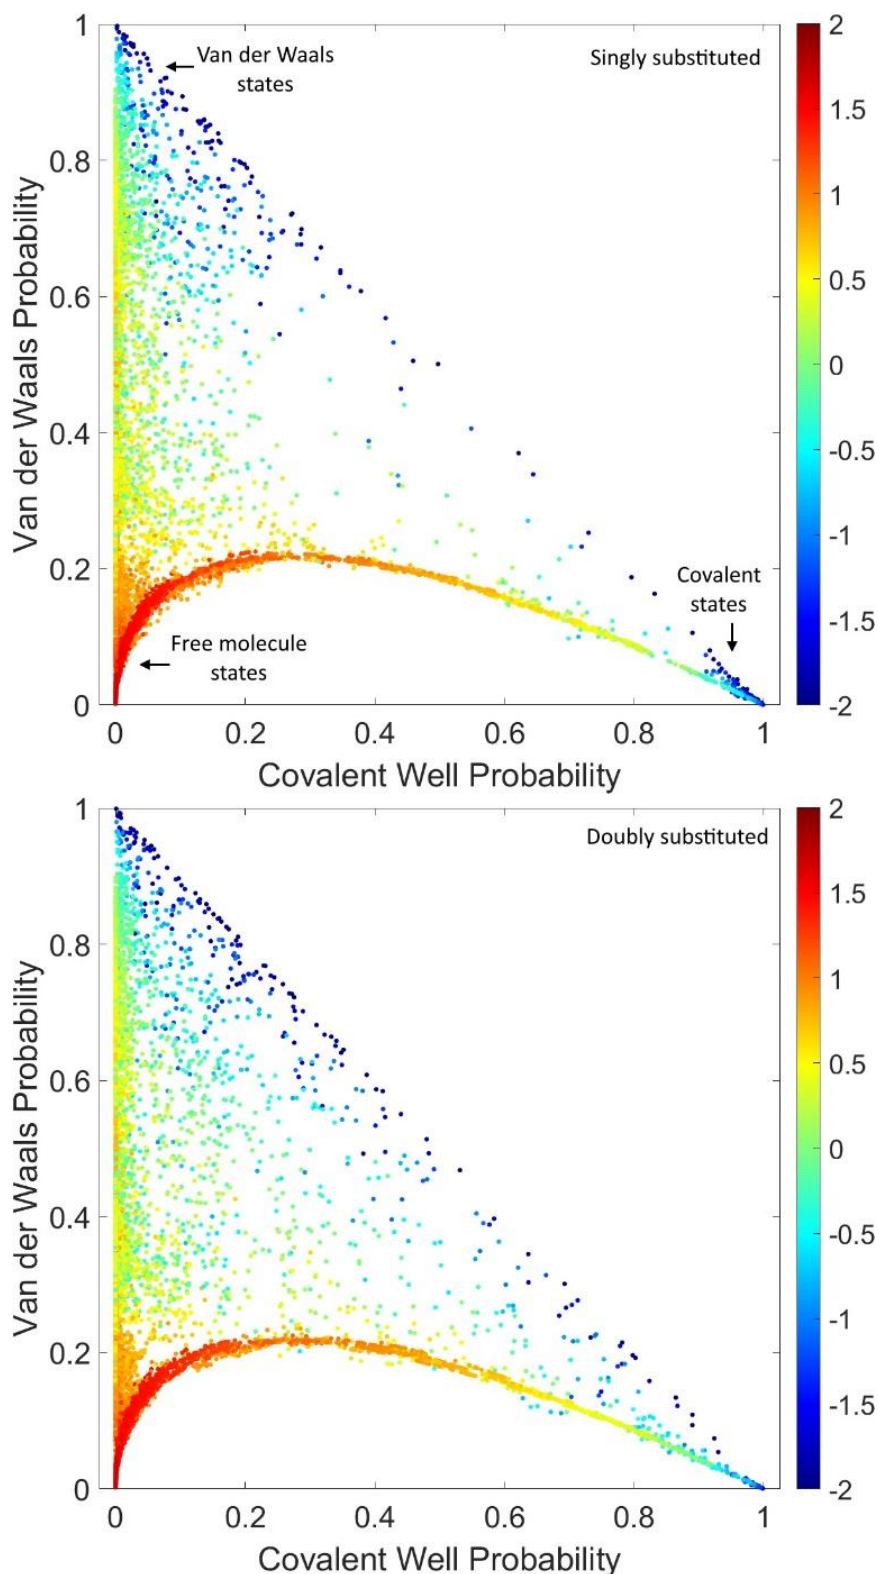 1
Van der Waals
states
Singly substituted
2
0.8
1.5
1
0.6
0.5
0
0.4
-0.5
0.2
Covalent
states
-1
Free molecule
states
-1.5
0
-2
0 0.2 0.4 0.6 0.8 1
Van der Waals Probability
Covalent Well Probability
1
Doubly substituted
2
0.8
1.5
1
0.6
0.5
0
0.4
-0.5
0.2
-1
-1.5
0
-2
0 0.2 0.4 0.6 0.8 1
Van der Waals Probability
Covalent Well Probability